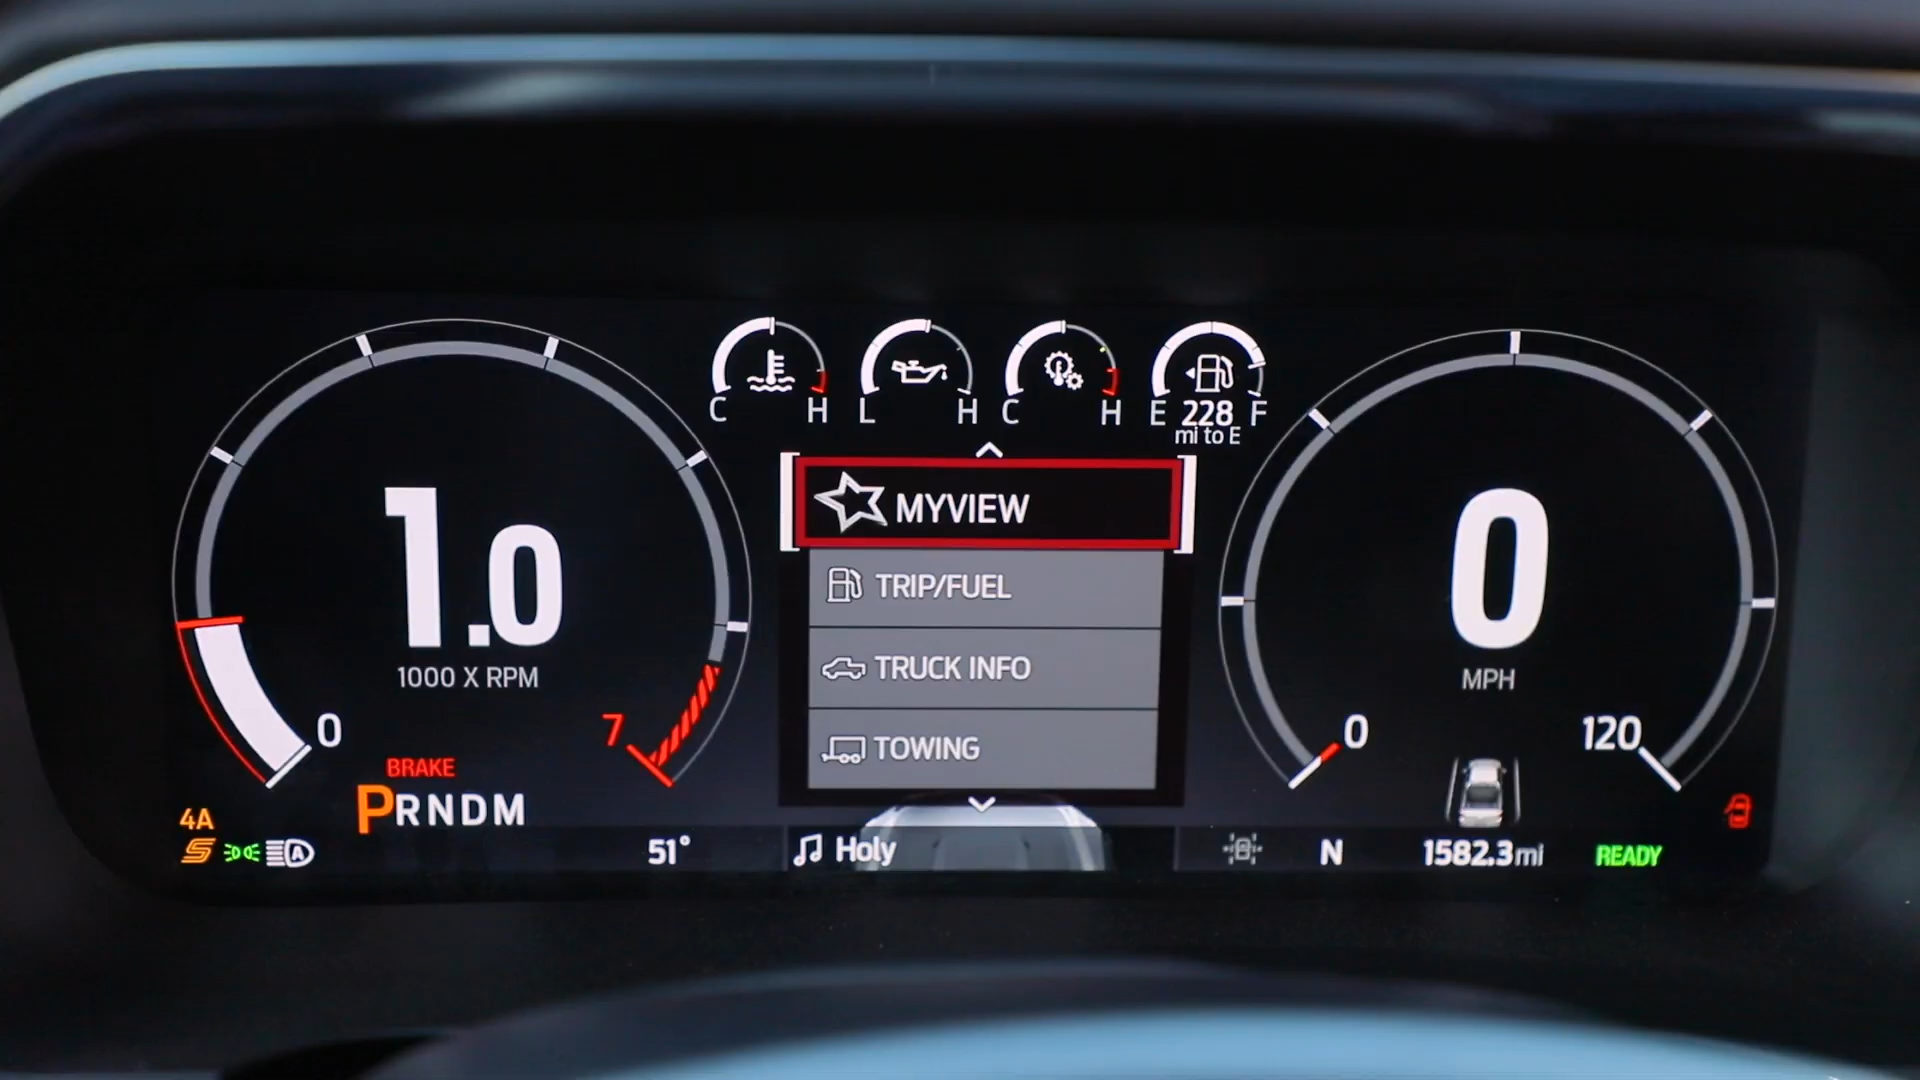 C H
L H
C H
E 228 F
mi to E
MYVIEW
TRIP/FUEL
TRUCK INFO
TOWING
1.0
1000 X RPM
0
7
BRAKE
PRNDM
4A
S
A
51°
Holy
0
MPH
0
120
N
1582.3mi
READY